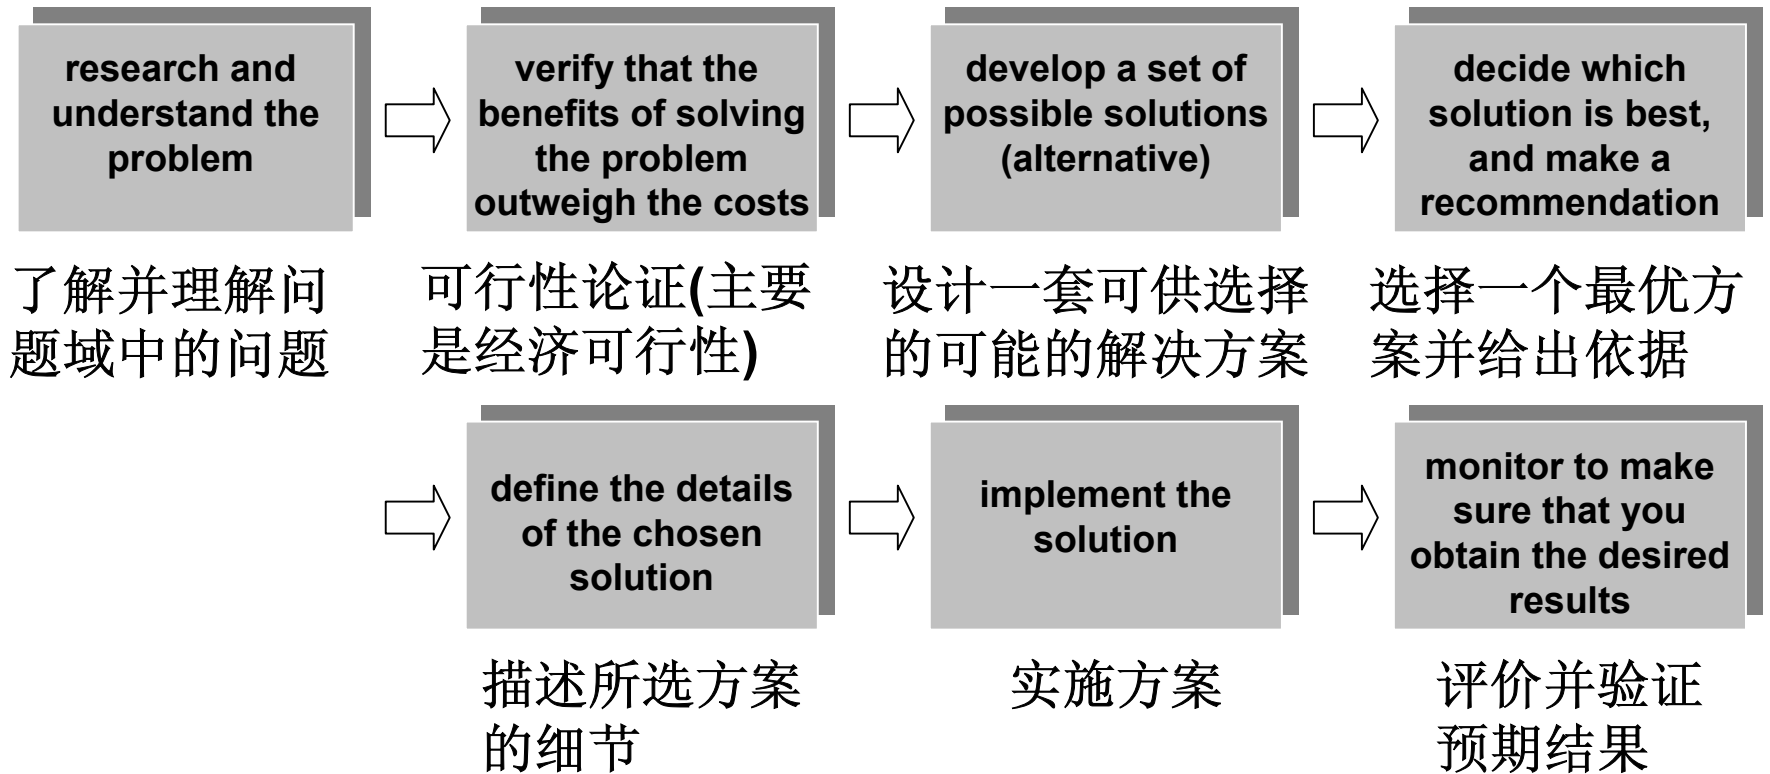 research and
understand the
problem
verify that the
benefits of solving
the problem
outweigh the costs
develop a set of
possible solutions
(alternative)
decide which
solution is best,
and make a
recommendation
了解并理解问
题域中的问题
可行性论证(主要
是经济可行性)
设计一套可供选择
的可能的解决方案
选择一个最优方
案并给出依据
define the details
of the chosen
solution
implement the
solution
monitor to make
sure that you
obtain the desired
results
描述所选方案
的细节
实施方案
评价并验证
预期结果